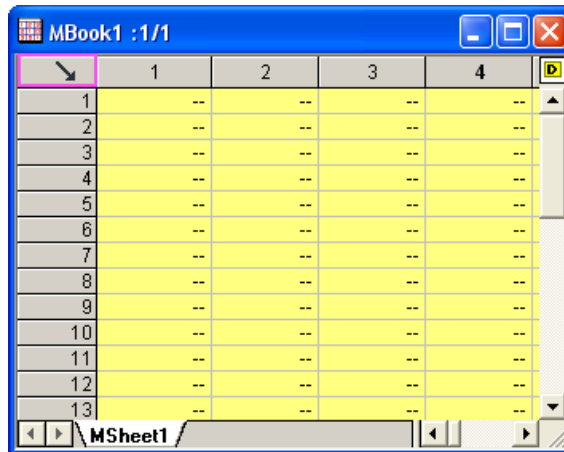 MBook1 :1/1
1 2 3 4 D
1 -- -- -- --
2 -- -- -- --
3 -- -- -- --
4 -- -- -- --
5 -- -- -- --
6 -- -- -- --
7 -- -- -- --
8 -- -- -- --
9 -- -- -- --
10 -- -- -- --
11 -- -- -- --
12 -- -- -- --
13 -- -- -- --
MSheet1